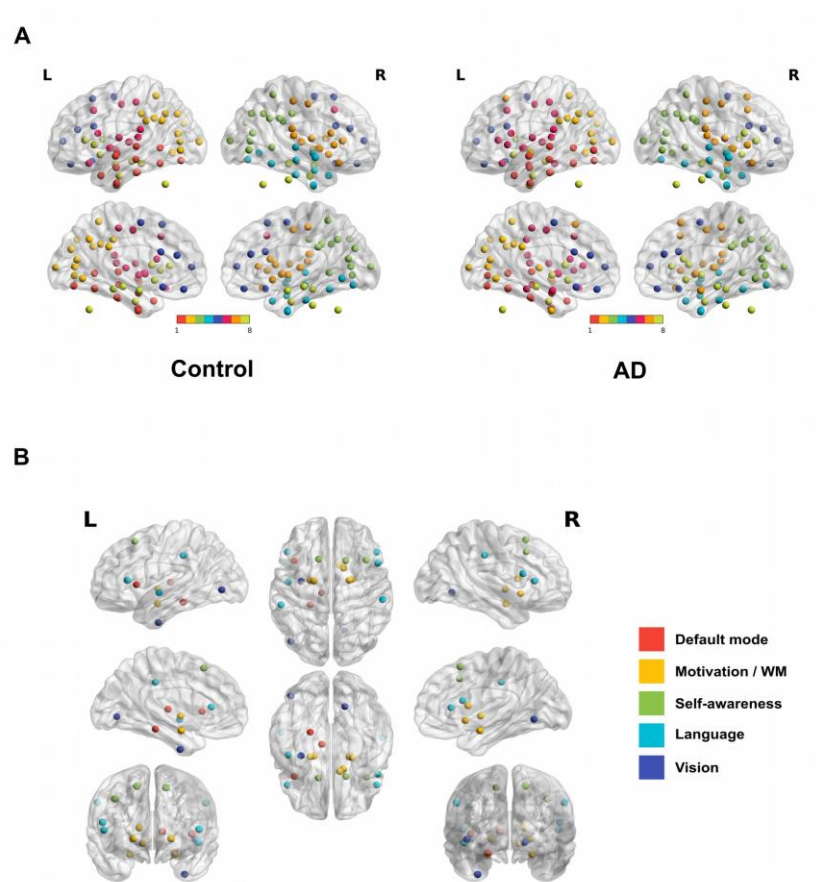 A
L R L R
1 8 1 8
Control AD
B
L R
Default mode
Motivation / WM
Self-awareness
Language
Vision